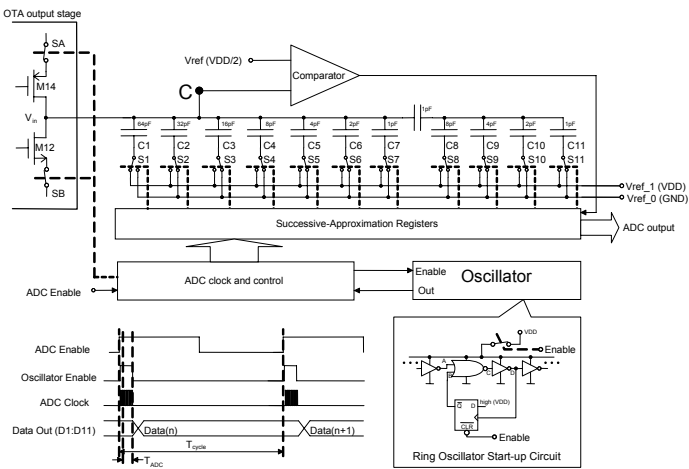 OTA output stage
SA
M14
Vin
M12
SB
Vref (VDD/2)
Comparator
C
1pF
64pF 32pF 16pF 8pF 4pF 2pF 1pF 8pF 4pF 2pF 1pF
C1 C2 C3 C4 C5 C6 C7 C8 C9 C10 C11
S1 S2 S3 S4 S5 S6 S7 S8 S9 S10 S11
Vref_1 (VDD)
Vref_0 (GND)
Successive-Approximation Registers
ADC output
ADC Enable
ADC clock and control
Enable
Out
Oscillator
ADC Enable
Oscillator Enable
ADC Clock
Data Out (D1:D11)
Data(n)
Data(n+1)
Tcycle
TADC
VDD
Enable
A
B
C
D
Q D high (VDD)
CLR
Enable
Ring Oscillator Start-up Circuit